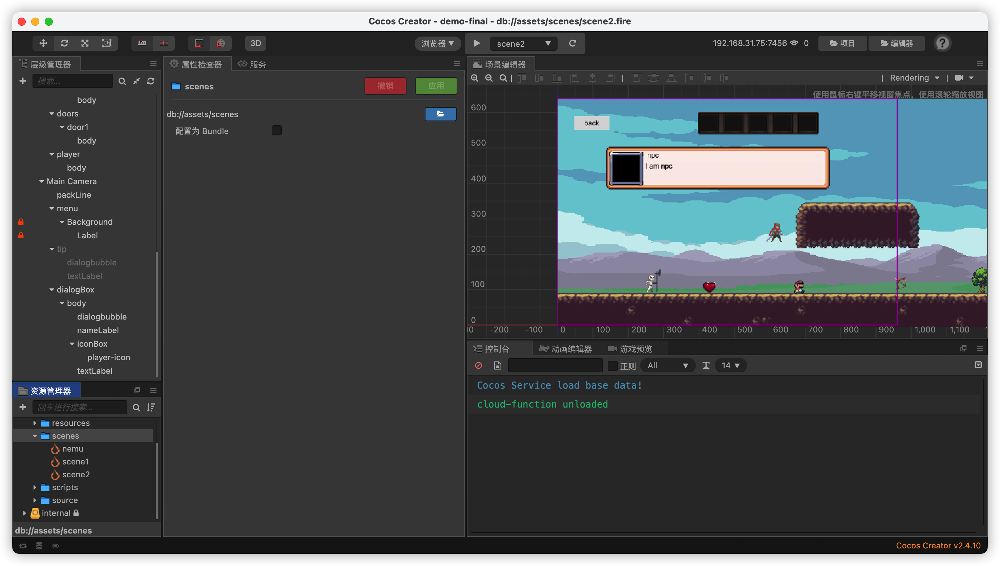 Cocos Creator - demo-final - db://assets/scenes/scene2.fire
3D
浏览器
scene2
192.168.31.75:7456
0
项目
编辑器
层级管理器
搜索...
body
doors
door1
body
player
body
Main Camera
packLine
menu
Background
Label
tip
dialogbubble
textLabel
dialogBox
body
dialogbubble
nameLabel
iconBox
player-icon
textLabel
资源管理器
回车进行搜索...
resources
scenes
nemu
scene1
scene2
scripts
source
internal
db://assets/scenes
属性检查器
服务
scenes
撤销
应用
db://assets/scenes
配置为 Bundle
场景编辑器
Rendering
使用鼠标右键平移视窗焦点，使用滚轮缩放视图
600
500
400
300
200
100
0
back
npc
I am npc
-200 -100 0 100 200 300 400 500 600 700 800 900 1,000 1,100
控制台
动画编辑器
游戏预览
正则
All
14
Cocos Service load base data!
cloud-function unloaded
Cocos Creator v2.4.10